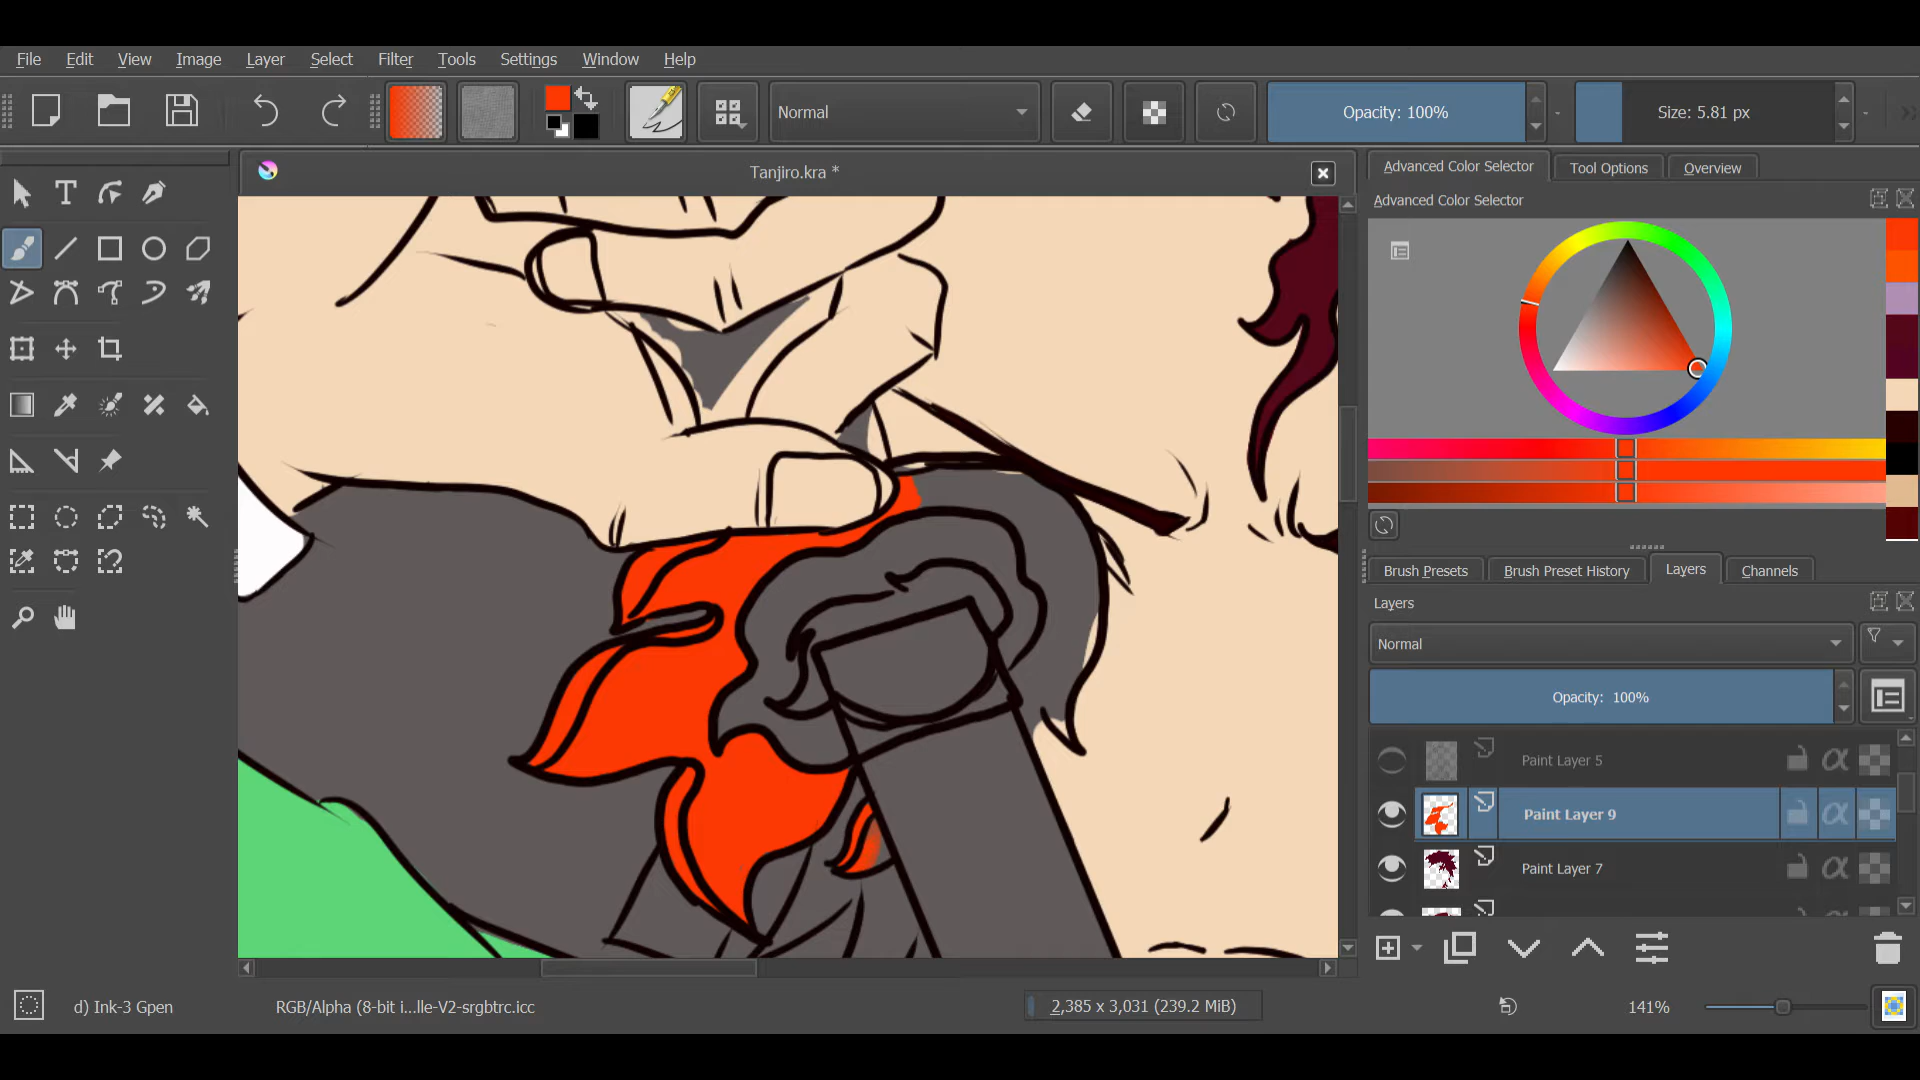 File Edit View Image Layer Select Filter Tools Settings Window Help
Normal
Opacity: 100%
Size: 5.81 px
Tanjiro.kra *
Advanced Color Selector
Tool Options
Overview
Advanced Color Selector
Brush Presets
Brush Preset History
Layers
Channels
Layers
Normal
Opacity: 100%
Paint Layer 5
Paint Layer 9
Paint Layer 7
d) Ink-3 Gpen
RGB/Alpha (8-bit i...lle-V2-srgbtrc.icc
2,385 x 3,031 (239.2 MiB)
141%